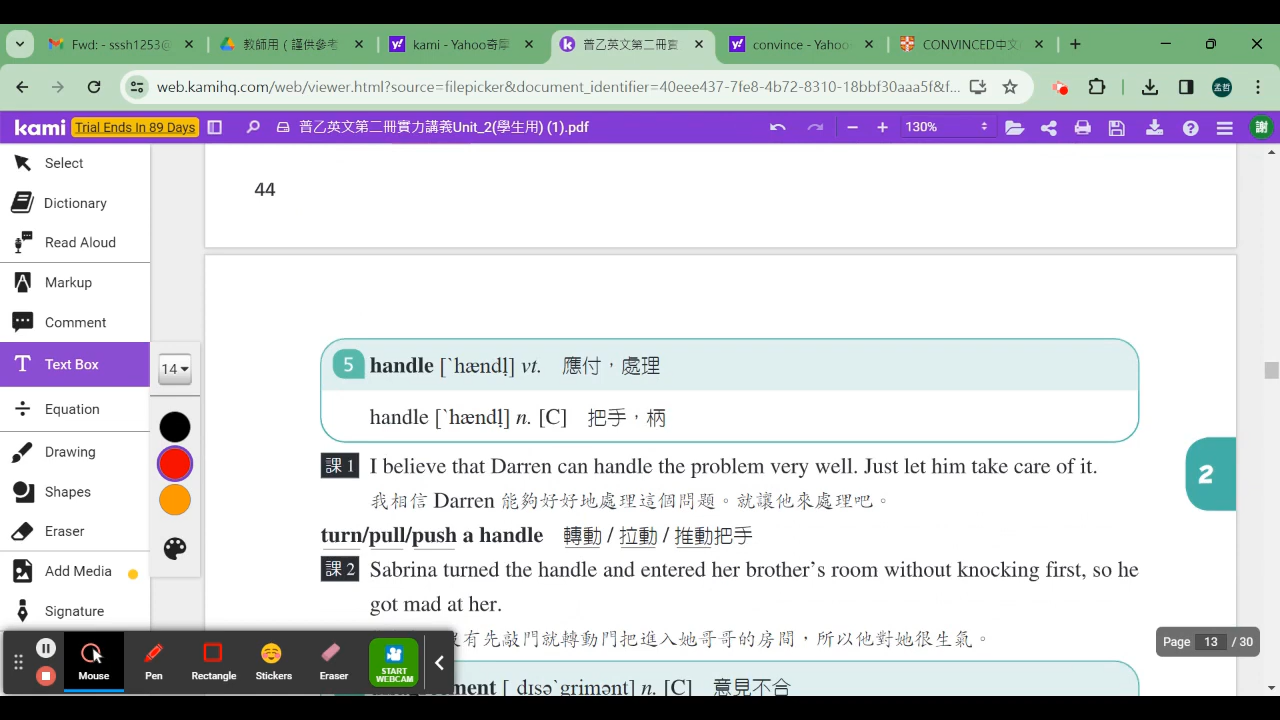 Fwd: - sssh1253@
教師用（謹供參考
kami - Yahoo奇摩
普乙英文第二冊實
convince - Yahoo
CONVINCED中文
web.kamihq.com/web/viewer.html?source=filepicker&document_identifier=40eee437-7fe8-4b72-8310-18bbf30aaa5f&f...
孟哲
kami Trial Ends In 89 Days 普乙英文第二冊實力講義Unit_2(學生用) (1).pdf 130% 謝
Select
Dictionary
Read Aloud
Markup
Comment
Text Box
Equation
Drawing
Shapes
Eraser
Add Media
Signature
14
44
5 handle [ˋhændḷ] vt. 應付，處理
handle [ˋhændḷ] n. [C] 把手，柄
課 1 I believe that Darren can handle the problem very well. Just let him take care of it.
我相信 Darren 能夠好好地處理這個問題。就讓他來處理吧。
turn/pull/push a handle 轉動 / 拉動 / 推動把手
課 2 Sabrina turned the handle and entered her brother's room without knocking first, so he
got mad at her.
沒有先敲門就轉動門把進入她哥哥的房間，所以他對她很生氣。
[ˌdɪsəˋgrimənt] n. [C] 意見不合
2
Page 13 / 30
Mouse
Pen
Rectangle
Stickers
Eraser
START
WEBCAM